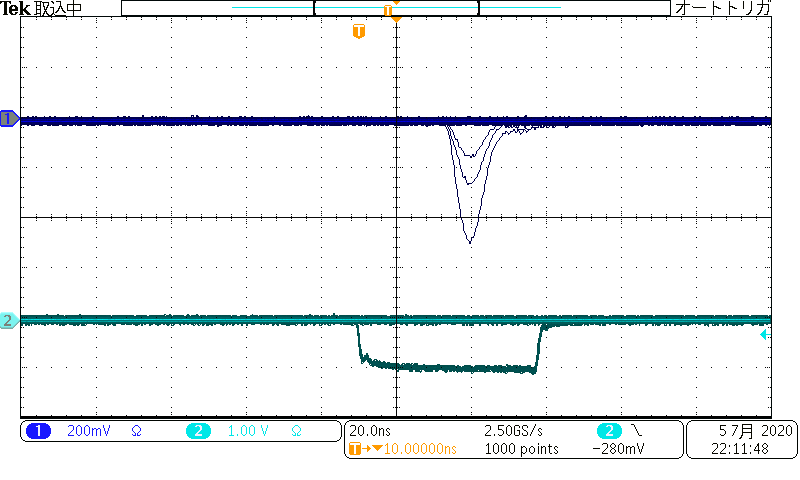 Tek 取込中 T オートトリガ
T
1
2
1 200mV Ω 2 1.00 V Ω 20.0ns 2.50GS/s 2 5 7月 2020
T→▼10.00000ns 1000 points −280mV 22:11:48